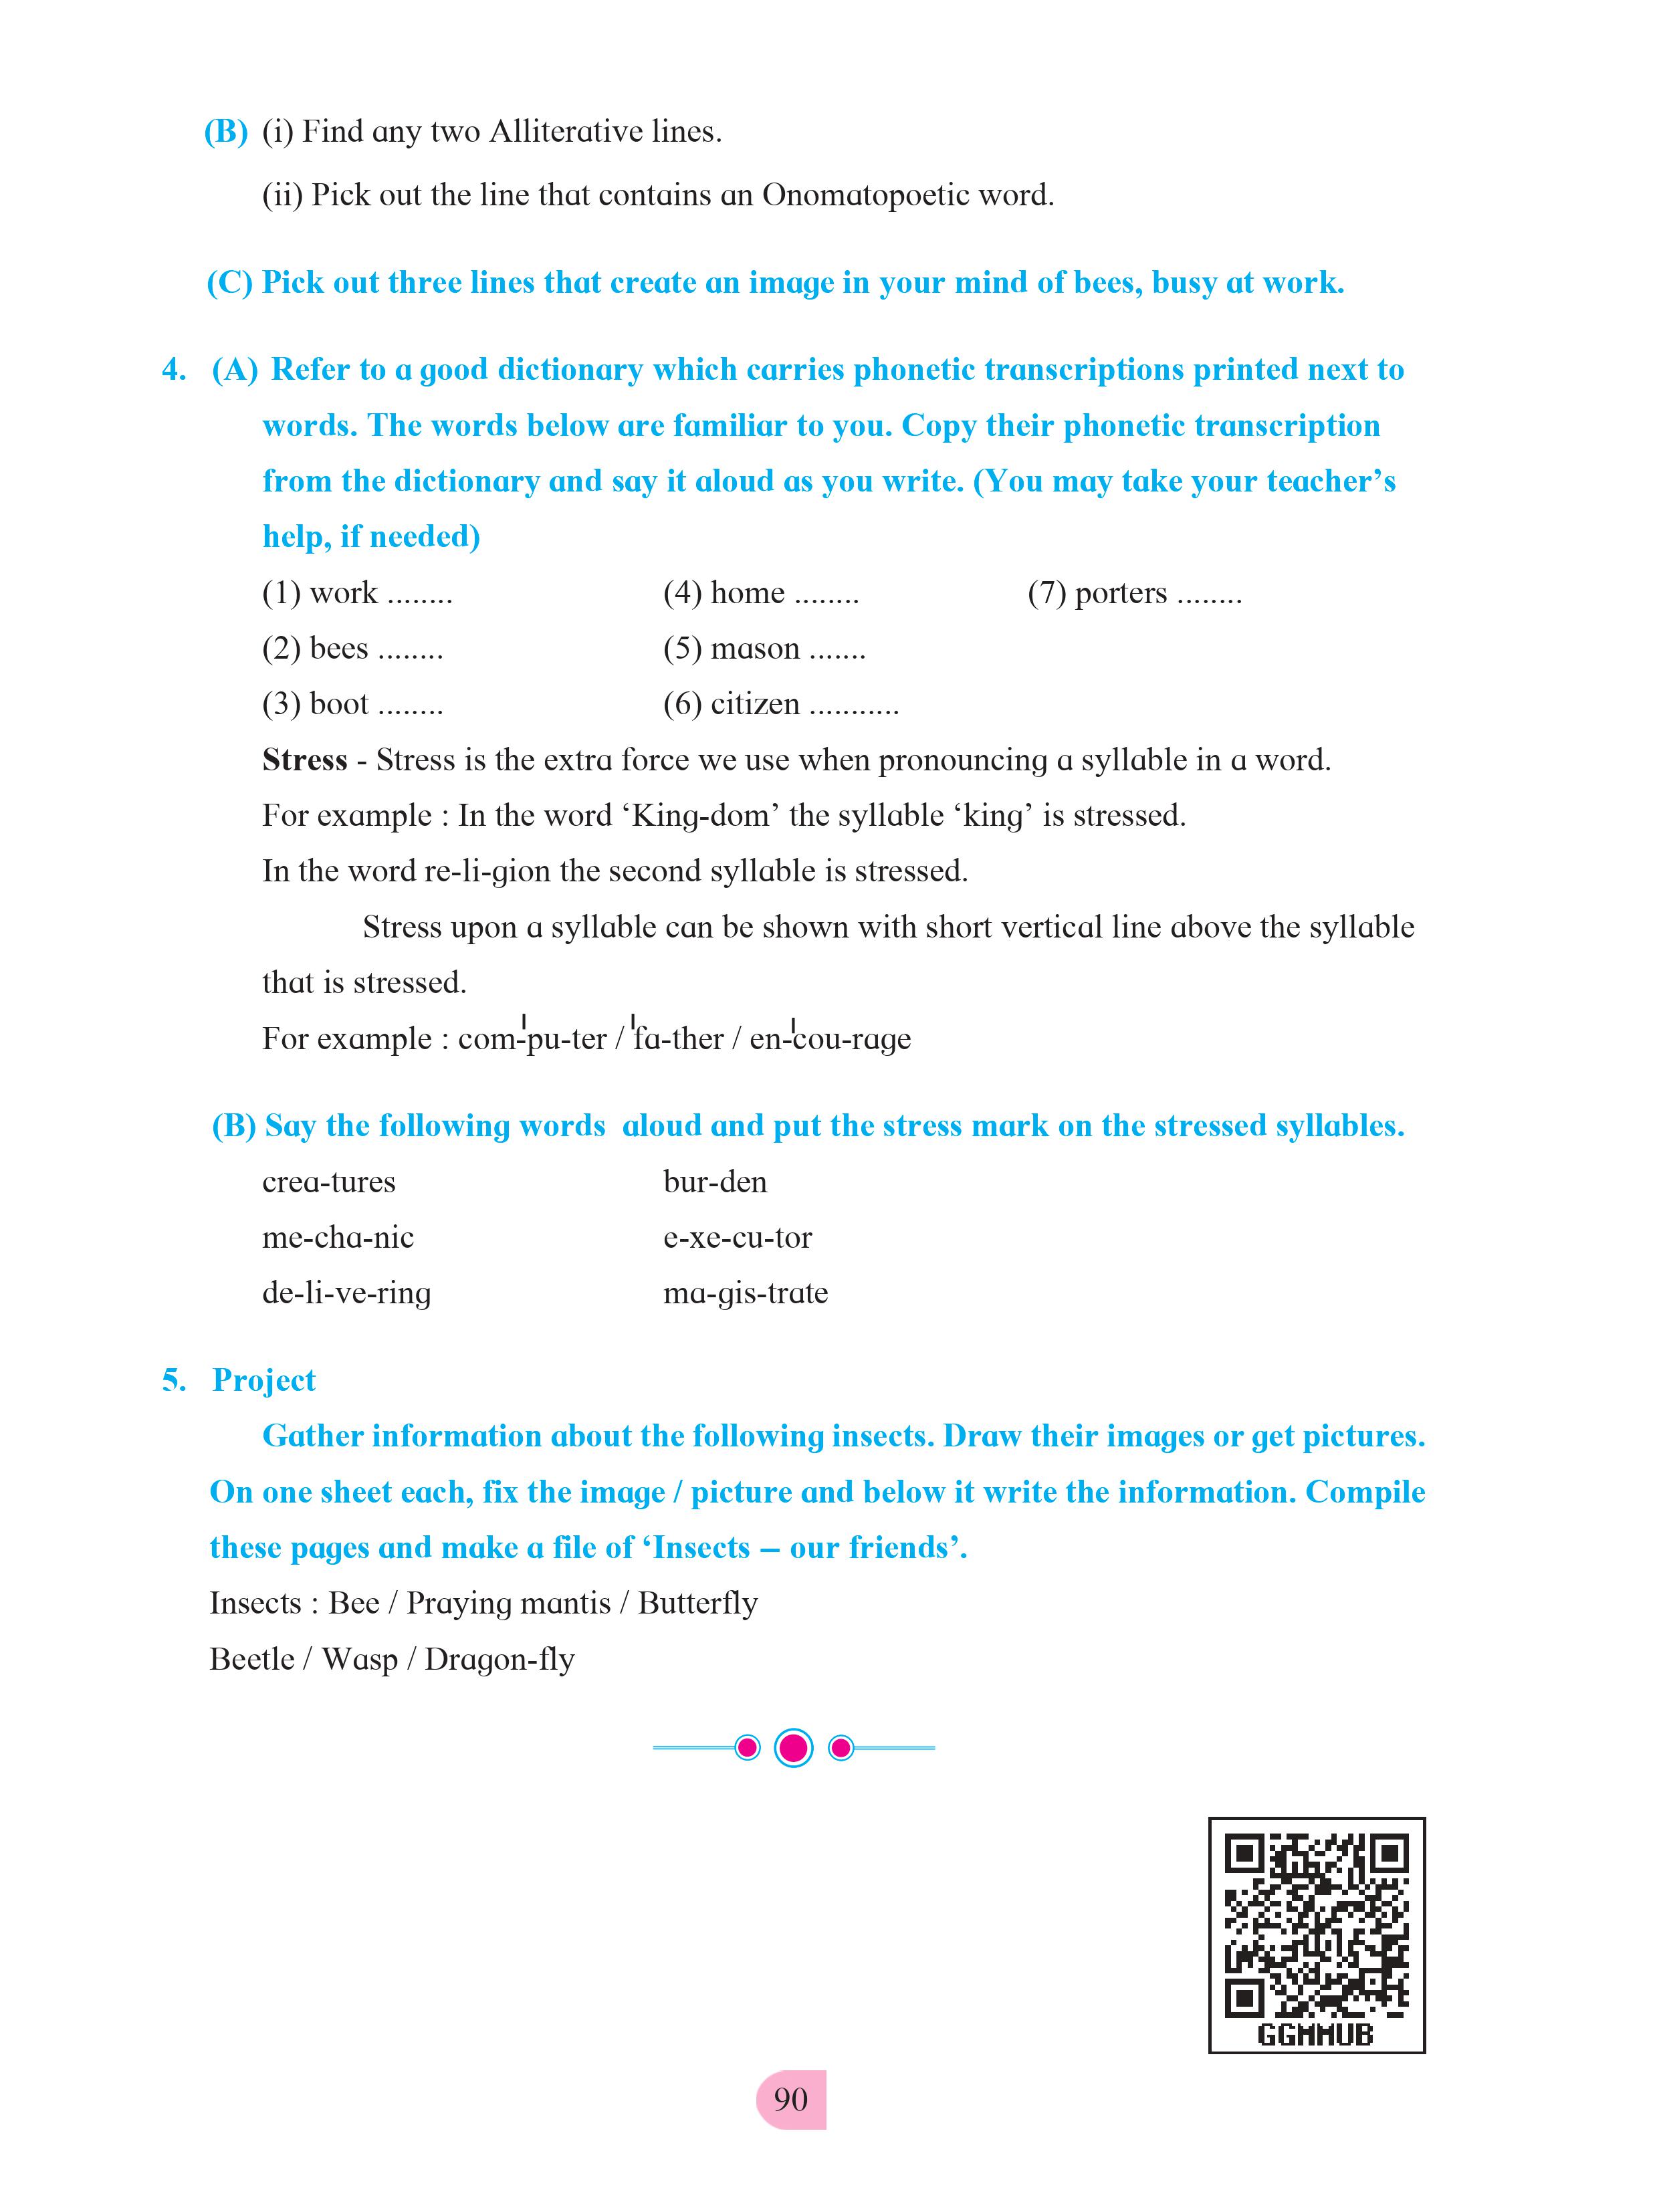 (B) (i) Find any two Alliterative lines.
(ii) Pick out the line that contains an Onomatopoetic word.
(C) Pick out three lines that create an image in your mind of bees, busy at work.
4. (A) Refer to a good dictionary which carries phonetic transcriptions printed next to
words. The words below are familiar to you. Copy their phonetic transcription
from the dictionary and say it aloud as you write. (You may take your teacher’s
help, if needed)
(1) work ........ (4) home ........ (7) porters ........
(2) bees ........ (5) mason .......
(3) boot ........ (6) citizen ...........
Stress - Stress is the extra force we use when pronouncing a syllable in a word.
For example : In the word ‘King-dom’ the syllable ‘king’ is stressed.
In the word re-li-gion the second syllable is stressed.
Stress upon a syllable can be shown with short vertical line above the syllable
that is stressed.
For example : com-ˈpu-ter / ˈfa-ther / en-ˈcou-rage
(B) Say the following words aloud and put the stress mark on the stressed syllables.
crea-tures bur-den
me-cha-nic e-xe-cu-tor
de-li-ve-ring ma-gis-trate
5. Project
Gather information about the following insects. Draw their images or get pictures.
On one sheet each, fix the image / picture and below it write the information. Compile
these pages and make a file of ‘Insects – our friends’.
Insects : Bee / Praying mantis / Butterfly
Beetle / Wasp / Dragon-fly
GGHHUB
90